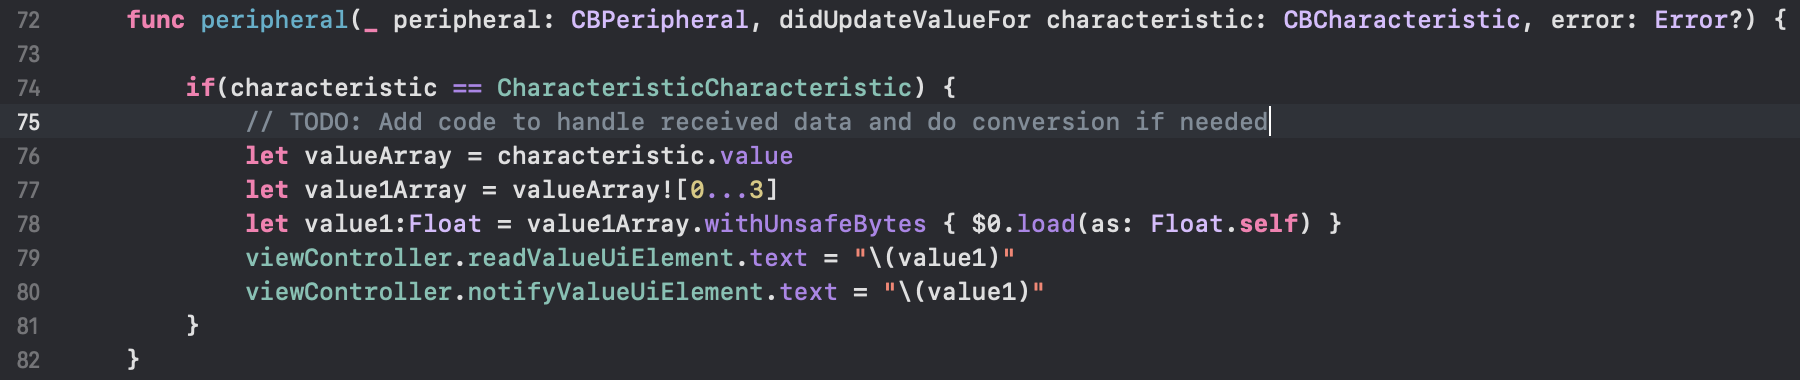 72 func peripheral(_ peripheral: CBPeripheral, didUpdateValueFor characteristic: CBCharacteristic, error: Error?) {
73
74 if(characteristic == CharacteristicCharacteristic) {
75 // TODO: Add code to handle received data and do conversion if needed
76 let valueArray = characteristic.value
77 let value1Array = valueArray![0...3]
78 let value1:Float = value1Array.withUnsafeBytes { $0.load(as: Float.self) }
79 viewController.readValueUiElement.text = "\(value1)"
80 viewController.notifyValueUiElement.text = "\(value1)"
81 }
82 }